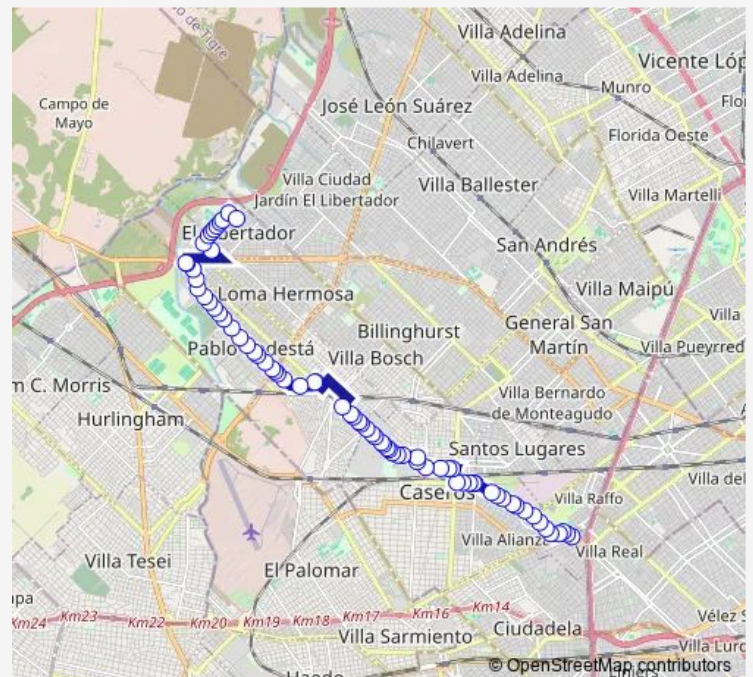 Villa Adelina
Vicente Lóp
Villa Adelina
Munro
Campo de
Mayo
José León Suárez
Chilavert
Florida Oeste
Villa Ciudad
Jardín El Libertador
Villa Ballester
Villa Martelli
San Andrés
Loma Hermosa
Villa Maipú
General San
Martín
Billinghurst
Villa
Villa Bosch
Villa Pueyrred
m C. Morris
Hurlingham
Villa Bernardo
de Monteagudo
Santos Lugares
Villa del
Villa Raffo
Villa Real
Villa Tesei
El Palomar
Km24
Km23
Km22
Km20
Km19
Km18
Km17
Km16
Km14
Villa Sarmiento
Ciudadela
Vélez S
© OpenStreetMap contributors